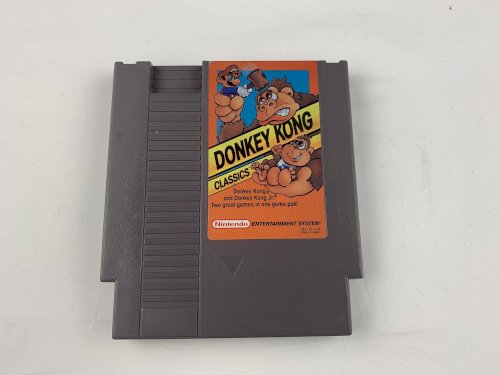 DONKEY KONG
CLASSICS
Donkey Kong®
and Donkey Kong Jr.®
Two great games in one game pak!
Nintendo ENTERTAINMENT SYSTEM